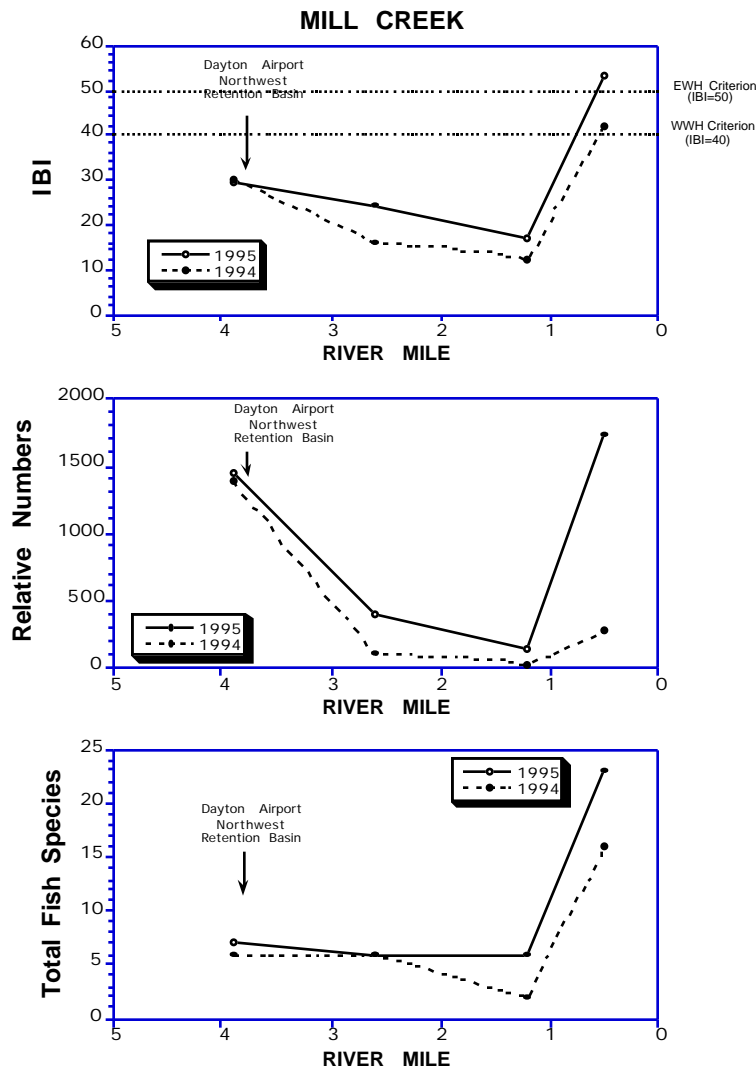 MILL CREEK
60
50
40
30
20
10
0
IBI
Dayton Airport
Northwest
Retention Basin
EWH Criterion
(IBI=50)
WWH Criterion
(IBI=40)
1995
1994
5 4 3 2 1 0
RIVER MILE
2000
1500
1000
500
0
Relative Numbers
Dayton Airport
Northwest
Retention Basin
1995
1994
5 4 3 2 1 0
RIVER MILE
25
20
15
10
5
0
Total Fish Species
Dayton Airport
Northwest
Retention Basin
1995
1994
5 4 3 2 1 0
RIVER MILE